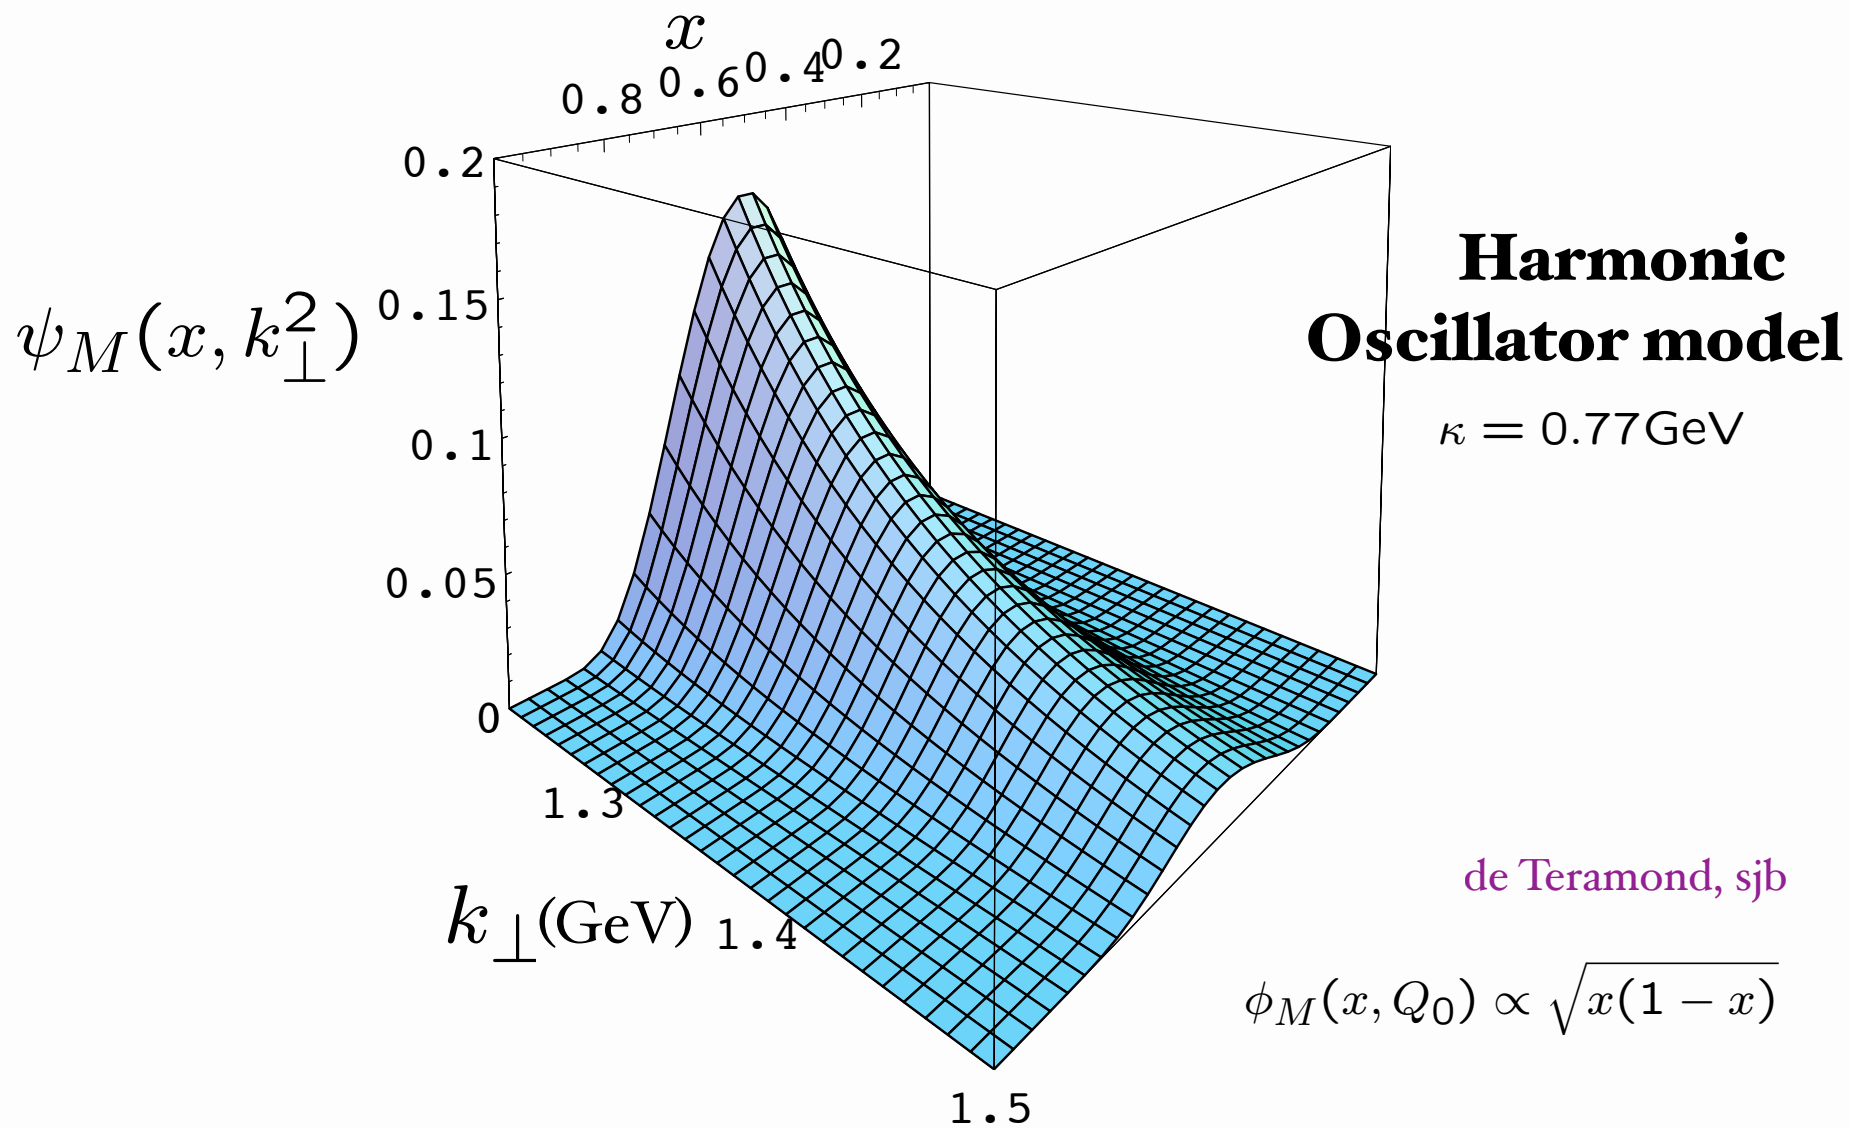 x
0.8 0.6 0.4 0.2
0.2
0.15
0.1
0.05
0
ψ_M(x, k_⊥^2)
Harmonic
Oscillator model
κ = 0.77GeV
1.3
1.4
1.5
k_⊥(GeV)
de Teramond, sjb
ϕ_M(x, Q_0) ∝ √x(1 − x)